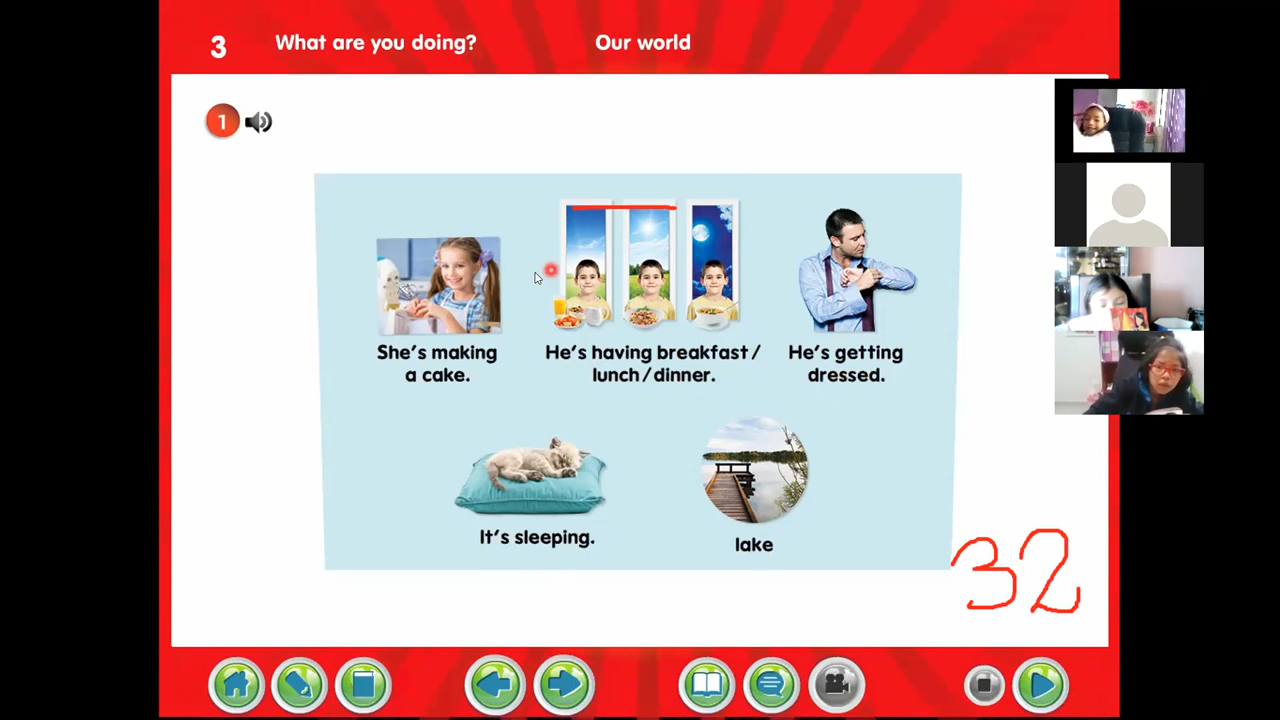 3 What are you doing? Our world
1
She's making
a cake.
He's having breakfast/
lunch/dinner.
He's getting
dressed.
It's sleeping.
lake
32